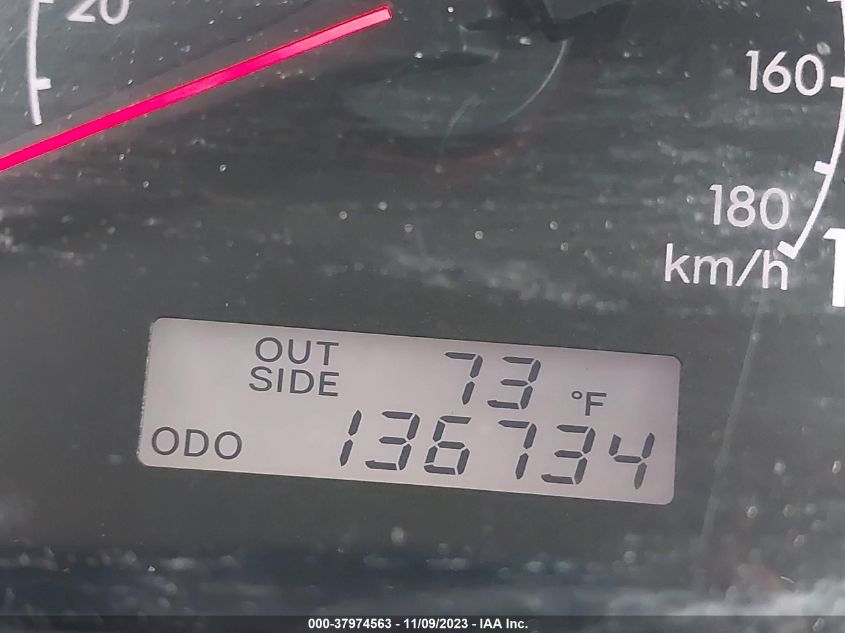 20
160
180
km/h
OUT
SIDE 73 °F
ODO 136734
000-37974563 - 11/09/2023 - IAA Inc.